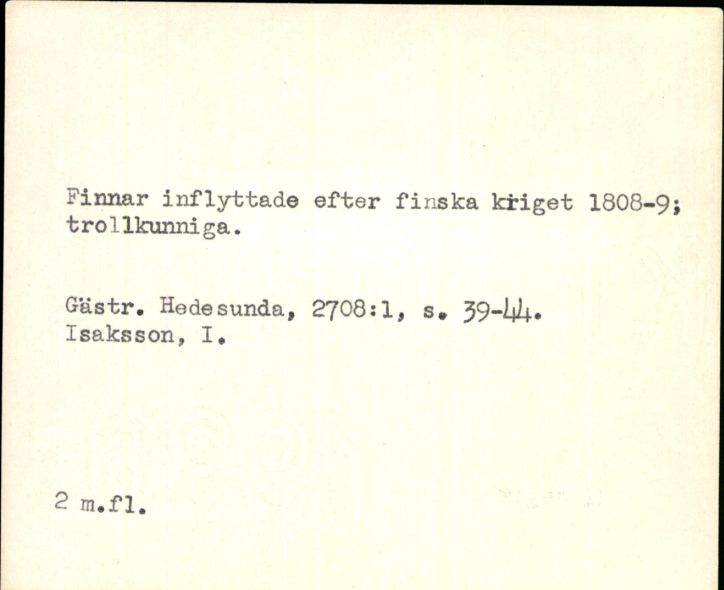 Finnar inflyttade efter finska kriget 1808-9;
trollkunniga.
Gästr. Hedesunda, 2708:1, s. 39-44.
Isaksson, I.
2 m.fl.